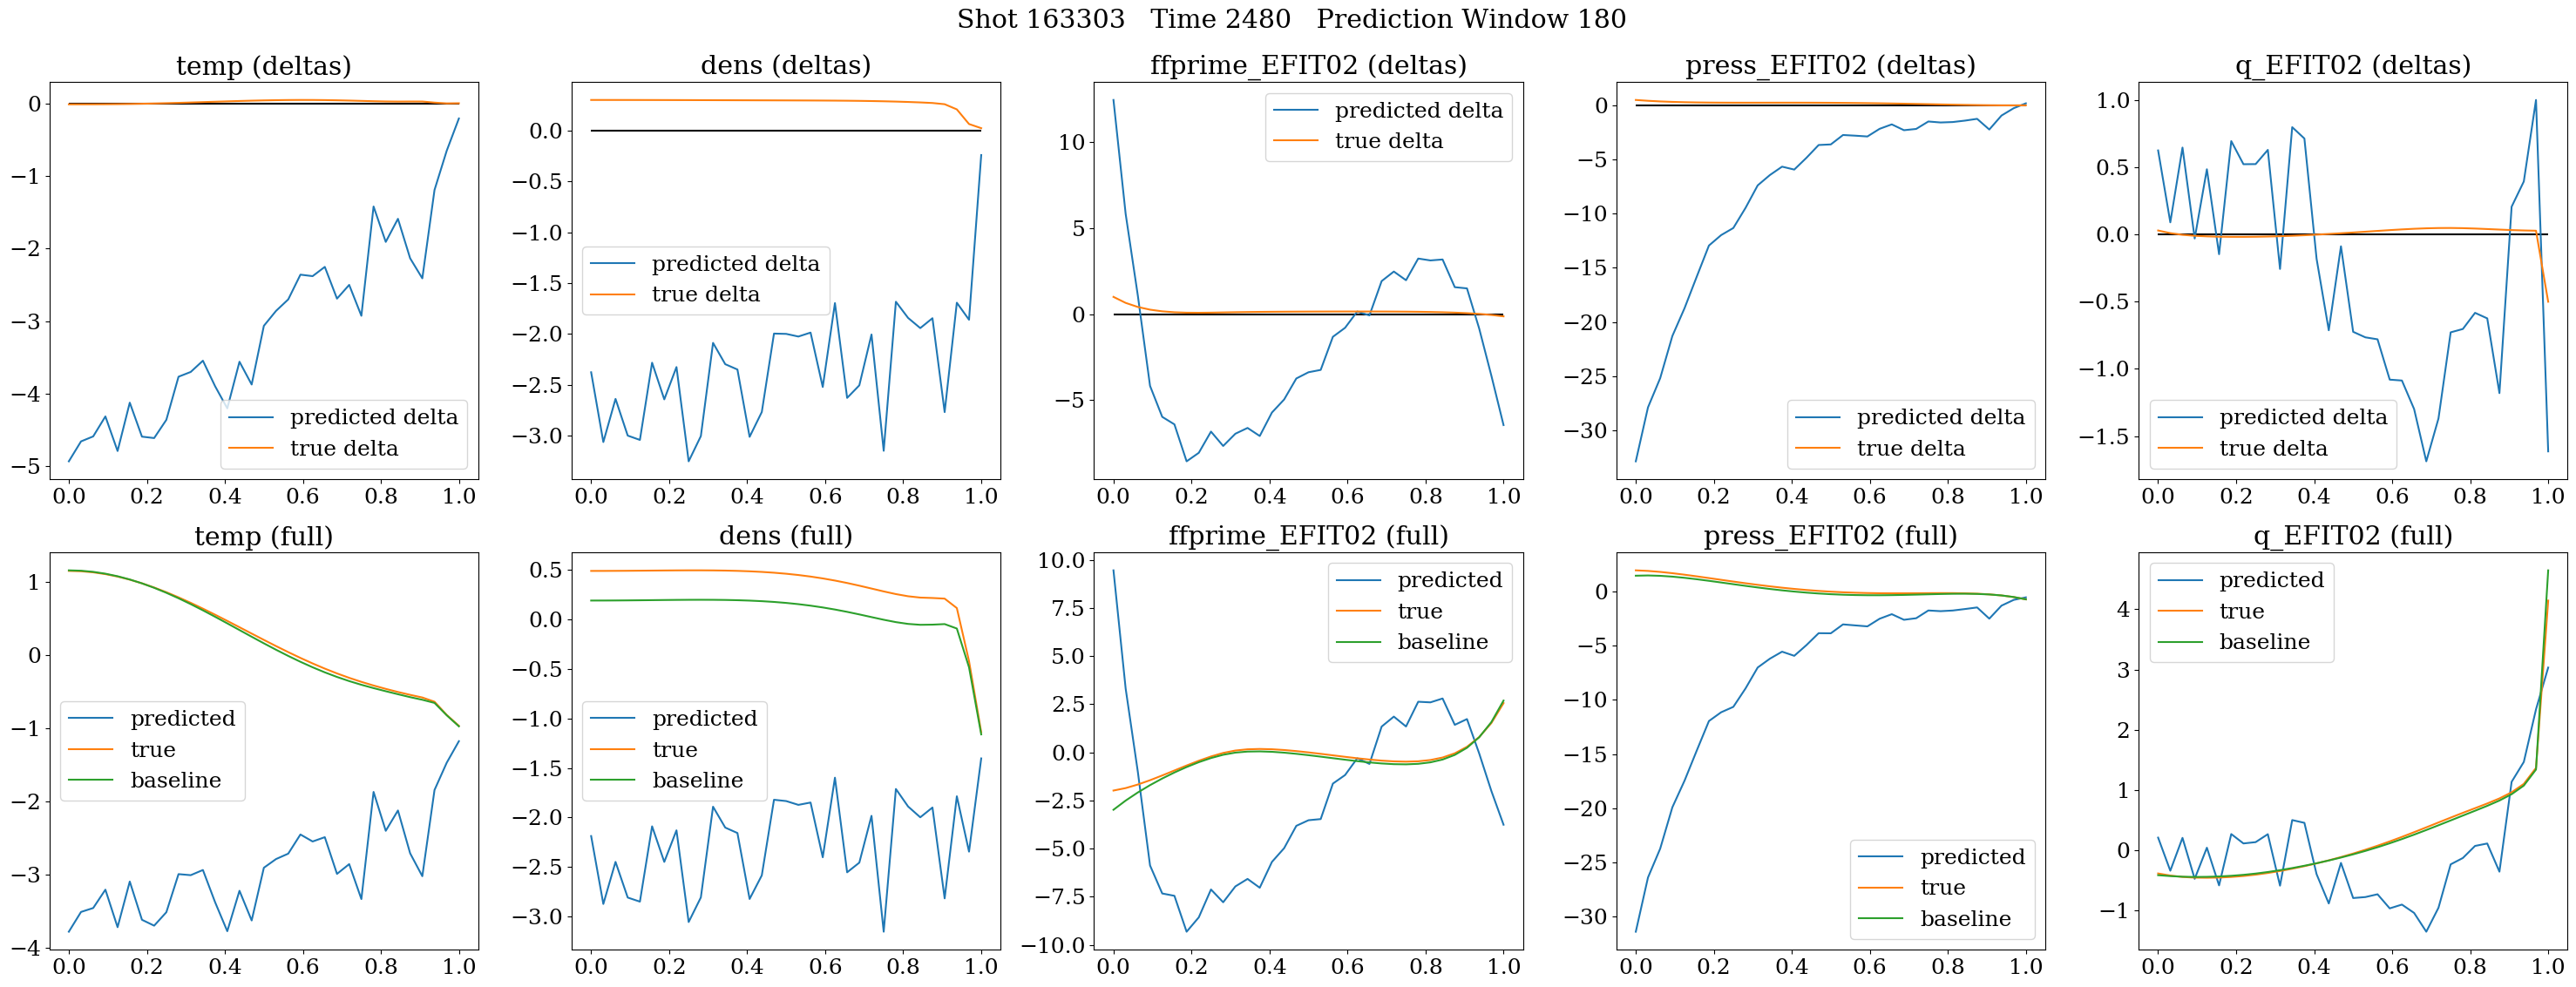 Shot 163303   Time 2480   Prediction Window 180
temp (deltas)
0
−1
−2
−3
−4
−5
0.0 0.2 0.4 0.6 0.8 1.0
predicted delta
true delta
dens (deltas)
0.0
−0.5
−1.0
−1.5
−2.0
−2.5
−3.0
0.0 0.2 0.4 0.6 0.8 1.0
predicted delta
true delta
ffprime_EFIT02 (deltas)
10
5
0
−5
0.0 0.2 0.4 0.6 0.8 1.0
predicted delta
true delta
press_EFIT02 (deltas)
0
−5
−10
−15
−20
−25
−30
0.0 0.2 0.4 0.6 0.8 1.0
predicted delta
true delta
q_EFIT02 (deltas)
1.0
0.5
0.0
−0.5
−1.0
−1.5
0.0 0.2 0.4 0.6 0.8 1.0
predicted delta
true delta
temp (full)
1
0
−1
−2
−3
−4
0.0 0.2 0.4 0.6 0.8 1.0
predicted
true
baseline
dens (full)
0.5
0.0
−0.5
−1.0
−1.5
−2.0
−2.5
−3.0
0.0 0.2 0.4 0.6 0.8 1.0
predicted
true
baseline
ffprime_EFIT02 (full)
10.0
7.5
5.0
2.5
0.0
−2.5
−5.0
−7.5
−10.0
0.0 0.2 0.4 0.6 0.8 1.0
predicted
true
baseline
press_EFIT02 (full)
0
−5
−10
−15
−20
−25
−30
0.0 0.2 0.4 0.6 0.8 1.0
predicted
true
baseline
q_EFIT02 (full)
4
3
2
1
0
−1
0.0 0.2 0.4 0.6 0.8 1.0
predicted
true
baseline